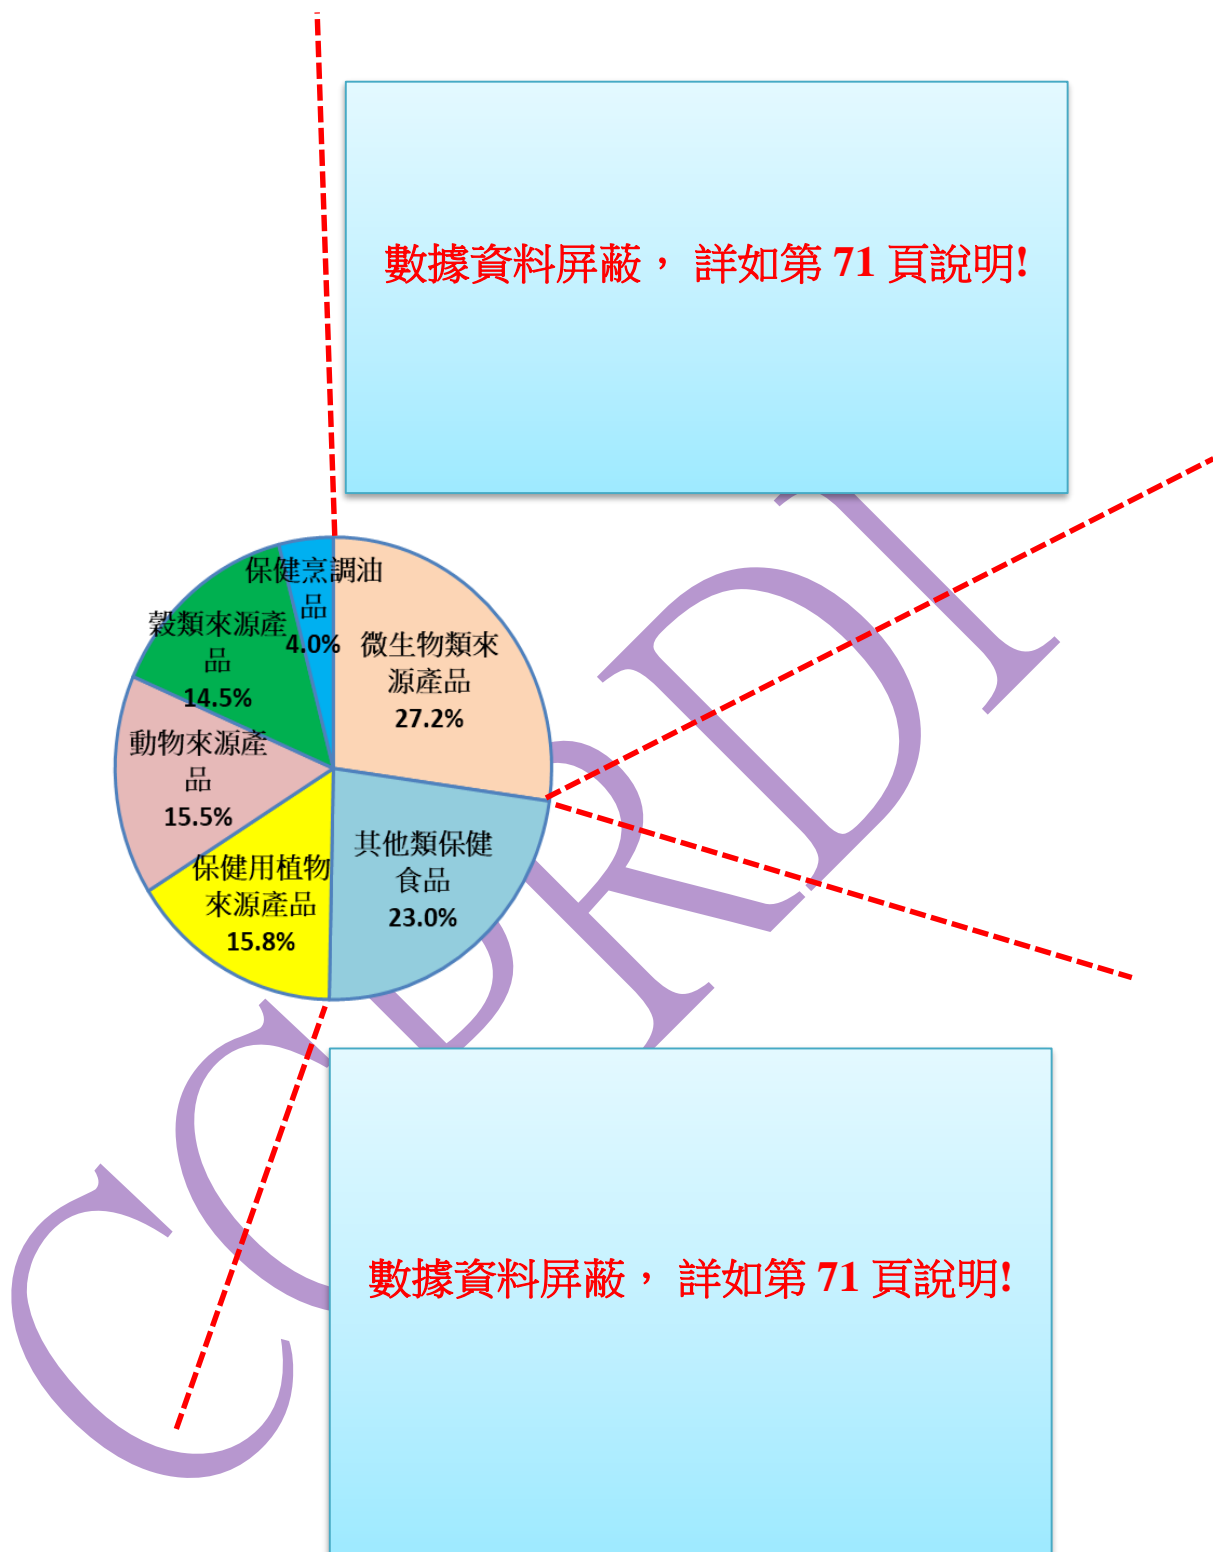 數據資料屏蔽， 詳如第 71 頁說明!
保健烹調油
品
4.0%
穀類來源產
品
14.5%
微生物類來
源產品
27.2%
動物來源產
品
15.5%
其他類保健
食品
23.0%
保健用植物
來源產品
15.8%
CCPRDI
數據資料屏蔽， 詳如第 71 頁說明!